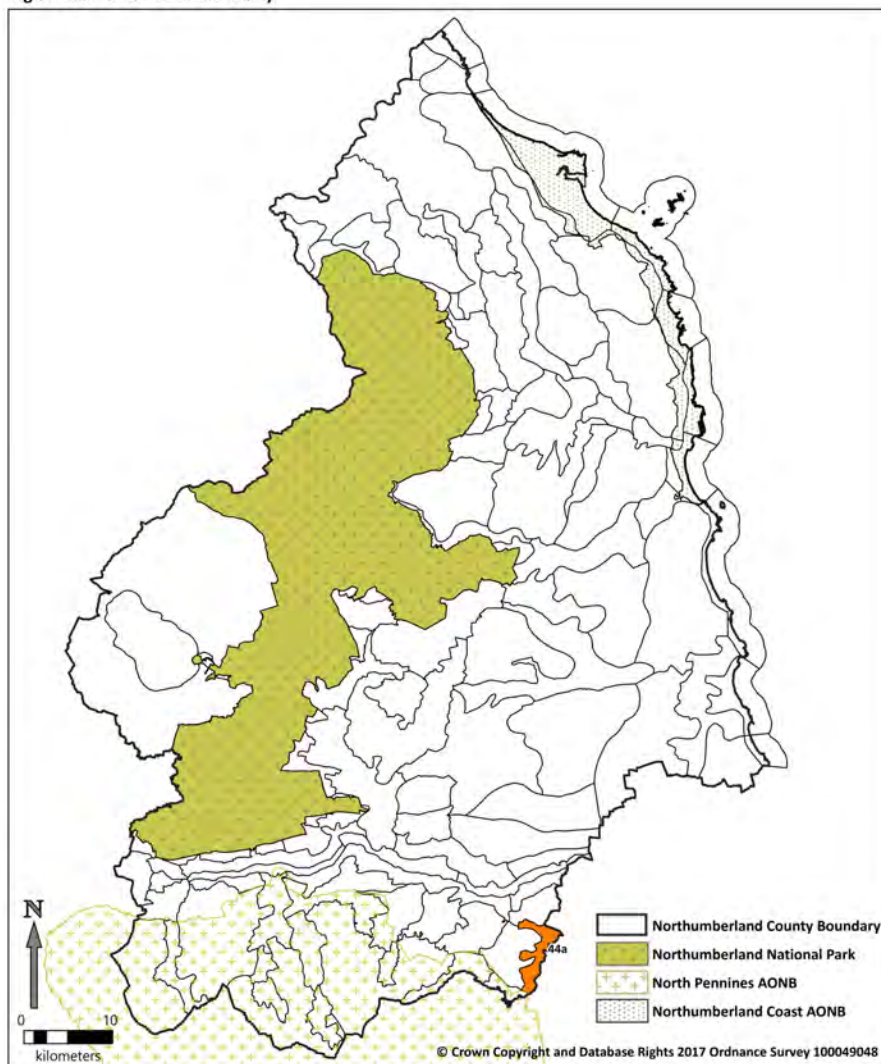 44a
N
0 10
kilometers
Northumberland County Boundary
Northumberland National Park
North Pennines AONB
Northumberland Coast AONB
© Crown Copyright and Database Rights 2017 Ordnance Survey 100049048